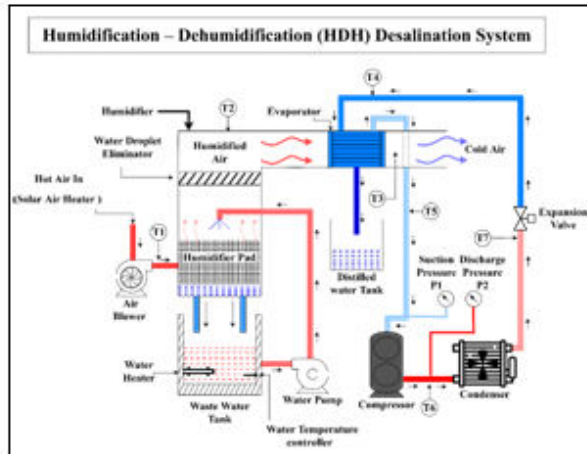 Humidification – Dehumidification (HDH) Desalination System
T4
Humidifier
T2
Evaporator
Water Droplet
Eliminator
Humidified
Air
Cold Air
Hot Air In
(Solar Air Heater )
T3
T5
T1
Expansion
Valve
T7
Humidifier Pad
Suction
Pressure
P1
Discharge
Pressure
P2
Distilled
water Tank
Air
Blower
Water
Heater
Water Pump
Compressor
Condenser
T6
Waste Water
Tank
Water Temperature
controller